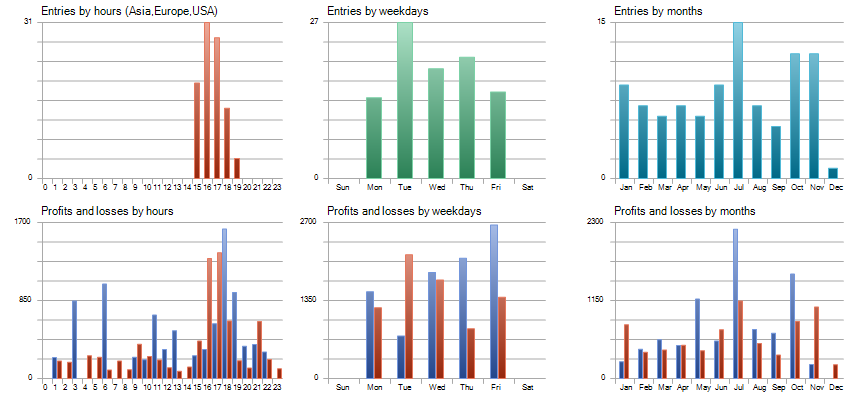 Entries by hours (Asia,Europe,USA)
31
0
0 1 2 3 4 5 6 7 8 9 10 11 12 13 14 15 16 17 18 19 20 21 22 23
Entries by weekdays
27
0
Sun Mon Tue Wed Thu Fri Sat
Entries by months
15
0
Jan Feb Mar Apr May Jun Jul Aug Sep Oct Nov Dec
Profits and losses by hours
1700
850
0
0 1 2 3 4 5 6 7 8 9 10 11 12 13 14 15 16 17 18 19 20 21 22 23
Profits and losses by weekdays
2700
1350
0
Sun Mon Tue Wed Thu Fri Sat
Profits and losses by months
2300
1150
0
Jan Feb Mar Apr May Jun Jul Aug Sep Oct Nov Dec